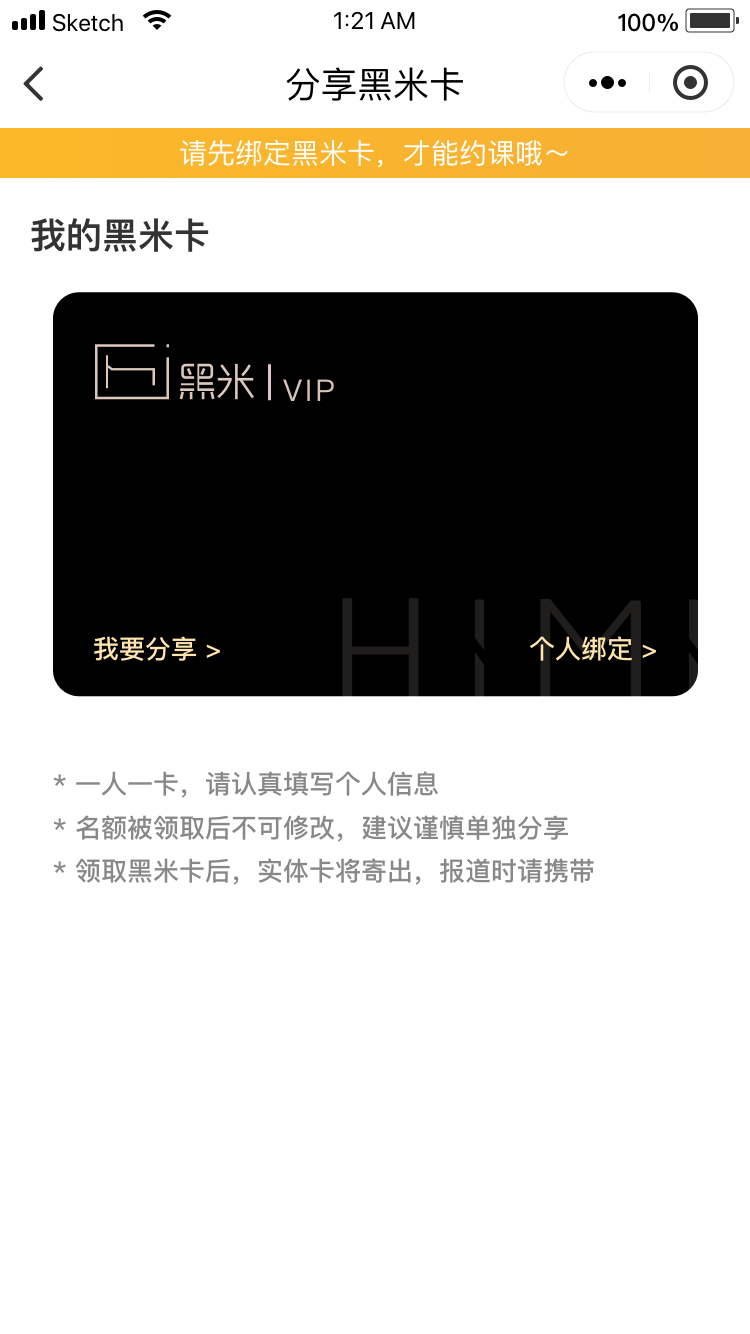 Sketch 1:21 AM 100%
分享黑米卡
请先绑定黑米卡，才能约课哦～
我的黑米卡
黑米 | VIP
HIM
我要分享 > 个人绑定 >
* 一人一卡，请认真填写个人信息
* 名额被领取后不可修改，建议谨慎单独分享
* 领取黑米卡后，实体卡将寄出，报道时请携带